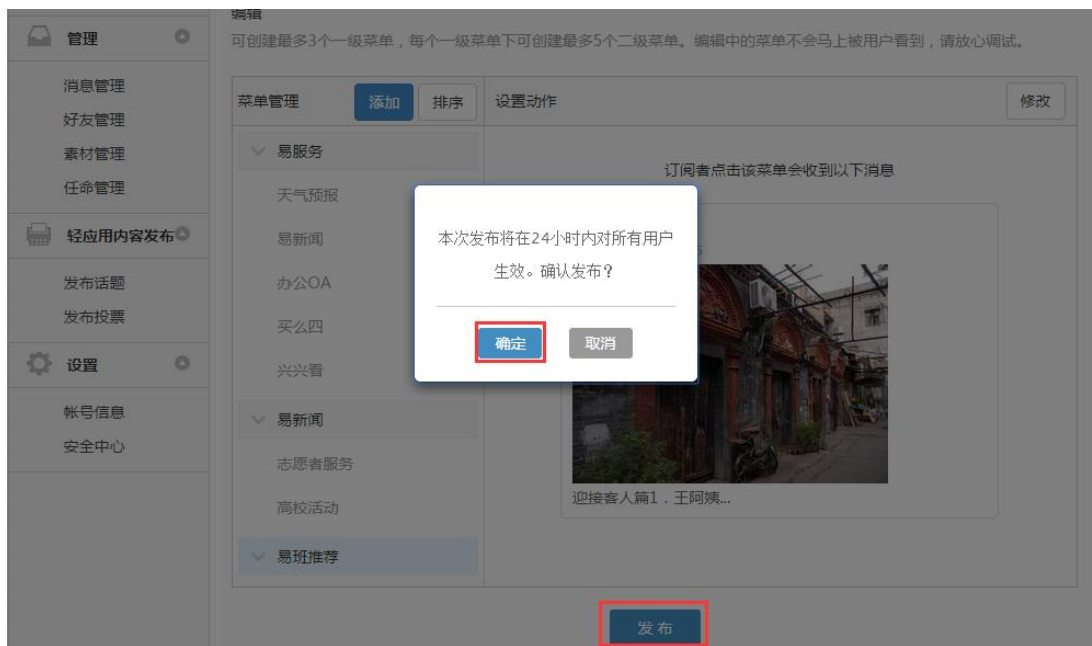 编辑
可创建最多3个一级菜单，每个一级菜单下可创建最多5个二级菜单。编辑中的菜单不会马上被用户看到，请放心调试。
管理
消息管理
好友管理
素材管理
任命管理
轻应用内容发布
发布话题
发布投票
设置
帐号信息
安全中心
菜单管理
添加
排序
设置动作
修改
易服务
天气预报
易新闻
办公OA
买么四
兴兴看
易新闻
志愿者服务
高校活动
易班推荐
订阅者点击该菜单会收到以下消息
本次发布将在24小时内对所有用户
生效。确认发布？
确定
取消
迎接客人篇1．王阿姨...
发布